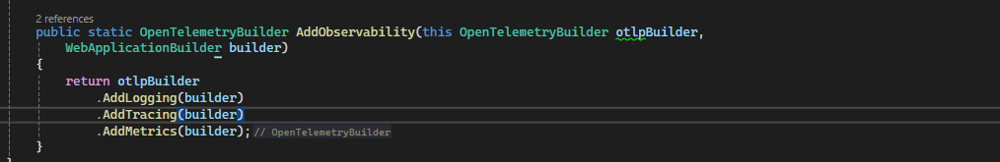 2 references
public static OpenTelemetryBuilder AddObservability(this OpenTelemetryBuilder otlpBuilder,
WebApplicationBuilder builder)
{
return otlpBuilder
.AddLogging(builder)
.AddTracing(builder)
.AddMetrics(builder); // OpenTelemetryBuilder
}